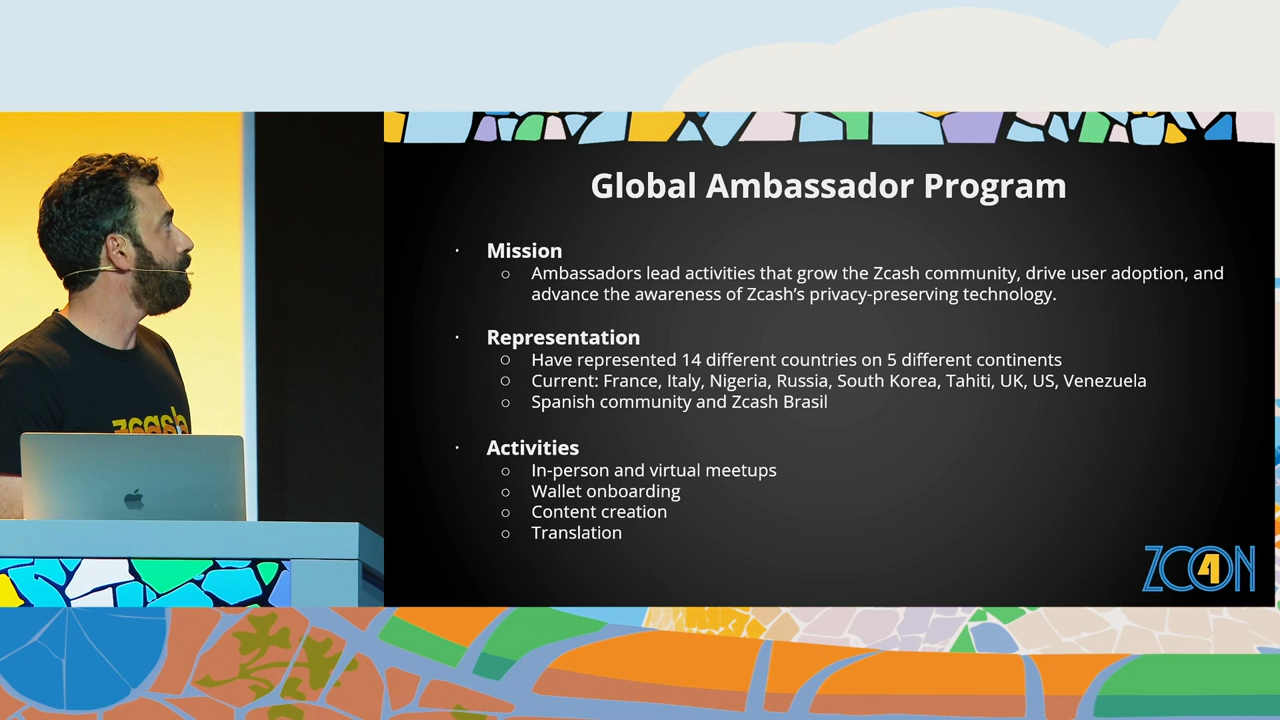 Global Ambassador Program
· Mission
○ Ambassadors lead activities that grow the Zcash community, drive user adoption, and
advance the awareness of Zcash’s privacy-preserving technology.
· Representation
○ Have represented 14 different countries on 5 different continents
○ Current: France, Italy, Nigeria, Russia, South Korea, Tahiti, UK, US, Venezuela
○ Spanish community and Zcash Brasil
· Activities
○ In-person and virtual meetups
○ Wallet onboarding
○ Content creation
○ Translation
zcash
ZCON4